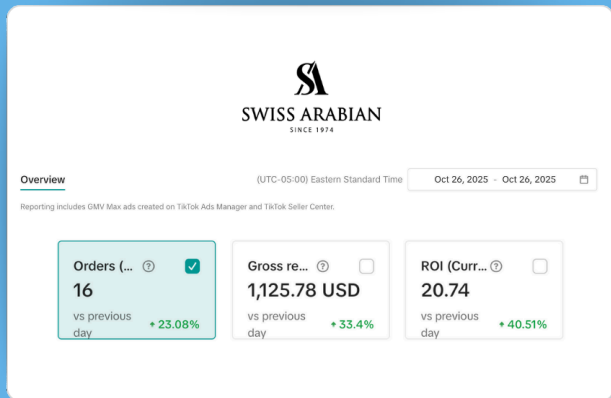 SA
SWISS ARABIAN
SINCE 1974
Overview
(UTC-05:00) Eastern Standard Time
Oct 26, 2025 - Oct 26, 2025
Reporting includes GMV Max ads created on TikTok Ads Manager and TikTok Seller Center.
Orders (...
16
vs previous day
23.08%
Gross re...
1,125.78 USD
vs previous day
33.4%
ROI (Curr...
20.74
vs previous day
40.51%